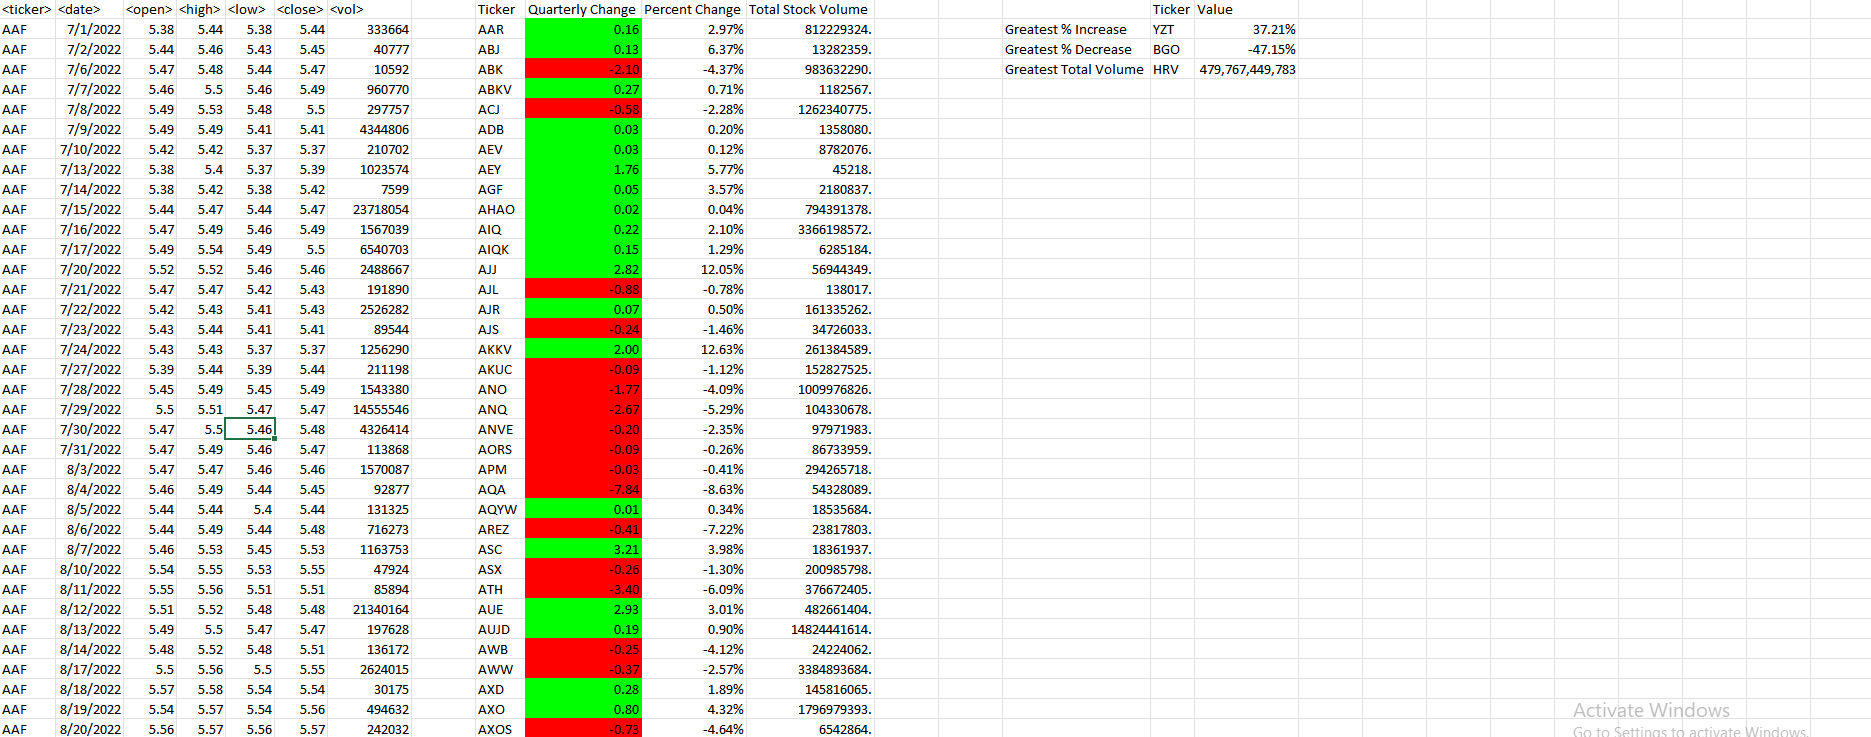 <ticker> <date> <open> <high> <low> <close> <vol> Ticker Quarterly Change Percent Change Total Stock Volume Ticker Value
AAF 7/1/2022 5.38 5.44 5.38 5.44 333664 AAR 0.16 2.97% 812229324. Greatest % Increase YZT 37.21%
AAF 7/2/2022 5.44 5.46 5.43 5.45 40777 ABJ 0.13 6.37% 13282359. Greatest % Decrease BGO -47.15%
AAF 7/6/2022 5.47 5.48 5.44 5.47 10592 ABK -2.10 -4.37% 983632290. Greatest Total Volume HRV 479,767,449,783
AAF 7/7/2022 5.46 5.5 5.46 5.49 960770 ABKV 0.27 0.71% 1182567.
AAF 7/8/2022 5.49 5.53 5.48 5.5 297757 ACJ -0.58 -2.28% 1262340775.
AAF 7/9/2022 5.49 5.49 5.41 5.41 4344806 ADB 0.03 0.20% 1358080.
AAF 7/10/2022 5.42 5.42 5.37 5.37 210702 AEV 0.03 0.12% 8782076.
AAF 7/13/2022 5.38 5.4 5.37 5.39 1023574 AEY 1.76 5.77% 45218.
AAF 7/14/2022 5.38 5.42 5.38 5.42 7599 AGF 0.05 3.57% 2180837.
AAF 7/15/2022 5.44 5.47 5.44 5.47 23718054 AHAO 0.02 0.04% 794391378.
AAF 7/16/2022 5.47 5.49 5.46 5.49 1567039 AIQ 0.22 2.10% 3366198572.
AAF 7/17/2022 5.49 5.54 5.49 5.5 6540703 AIQK 0.15 1.29% 6285184.
AAF 7/20/2022 5.52 5.52 5.46 5.46 2488667 AJJ 2.82 12.05% 56944349.
AAF 7/21/2022 5.47 5.47 5.42 5.43 191890 AJL -0.88 -0.78% 138017.
AAF 7/22/2022 5.42 5.43 5.41 5.43 2526282 AJR 0.07 0.50% 161335262.
AAF 7/23/2022 5.43 5.44 5.41 5.41 89544 AJS -0.24 -1.46% 34726033.
AAF 7/24/2022 5.43 5.43 5.37 5.37 1256290 AKKV 2.00 12.63% 261384589.
AAF 7/27/2022 5.39 5.44 5.39 5.44 211198 AKUC -0.09 -1.12% 152827525.
AAF 7/28/2022 5.45 5.49 5.45 5.49 1543380 ANO -1.77 -4.09% 1009976826.
AAF 7/29/2022 5.5 5.51 5.47 5.47 14555546 ANQ -2.67 -5.29% 104330678.
AAF 7/30/2022 5.47 5.5 5.46 5.48 4326414 ANVE -0.20 -2.35% 97971983.
AAF 7/31/2022 5.47 5.49 5.46 5.47 113868 AORS -0.09 -0.26% 86733959.
AAF 8/3/2022 5.47 5.47 5.46 5.46 1570087 APM -0.03 -0.41% 294265718.
AAF 8/4/2022 5.46 5.49 5.44 5.45 92877 AQA -7.84 -8.63% 54328089.
AAF 8/5/2022 5.44 5.44 5.4 5.44 131325 AQYW 0.01 0.34% 18535684.
AAF 8/6/2022 5.44 5.49 5.44 5.48 716273 AREZ -0.41 -7.22% 23817803.
AAF 8/7/2022 5.46 5.53 5.45 5.53 1163753 ASC 3.21 3.98% 18361937.
AAF 8/10/2022 5.54 5.55 5.53 5.55 47924 ASX -0.26 -1.30% 200985798.
AAF 8/11/2022 5.55 5.56 5.51 5.51 85894 ATH -3.40 -6.09% 376672405.
AAF 8/12/2022 5.51 5.52 5.48 5.48 21340164 AUE 2.93 3.01% 482661404.
AAF 8/13/2022 5.49 5.5 5.47 5.47 197628 AUJD 0.19 0.90% 14824441614.
AAF 8/14/2022 5.48 5.52 5.48 5.51 136172 AWB -0.25 -4.12% 24224062.
AAF 8/17/2022 5.5 5.56 5.5 5.55 2624015 AWW -0.37 -2.57% 3384893684.
AAF 8/18/2022 5.57 5.58 5.54 5.54 30175 AXD 0.28 1.89% 145816065.
AAF 8/19/2022 5.54 5.57 5.54 5.56 494632 AXO 0.80 4.32% 1796979393.
AAF 8/20/2022 5.56 5.57 5.56 5.57 242032 AXOS -0.73 -4.64% 6542864.
Activate Windows
Go to Settings to activate Windows.